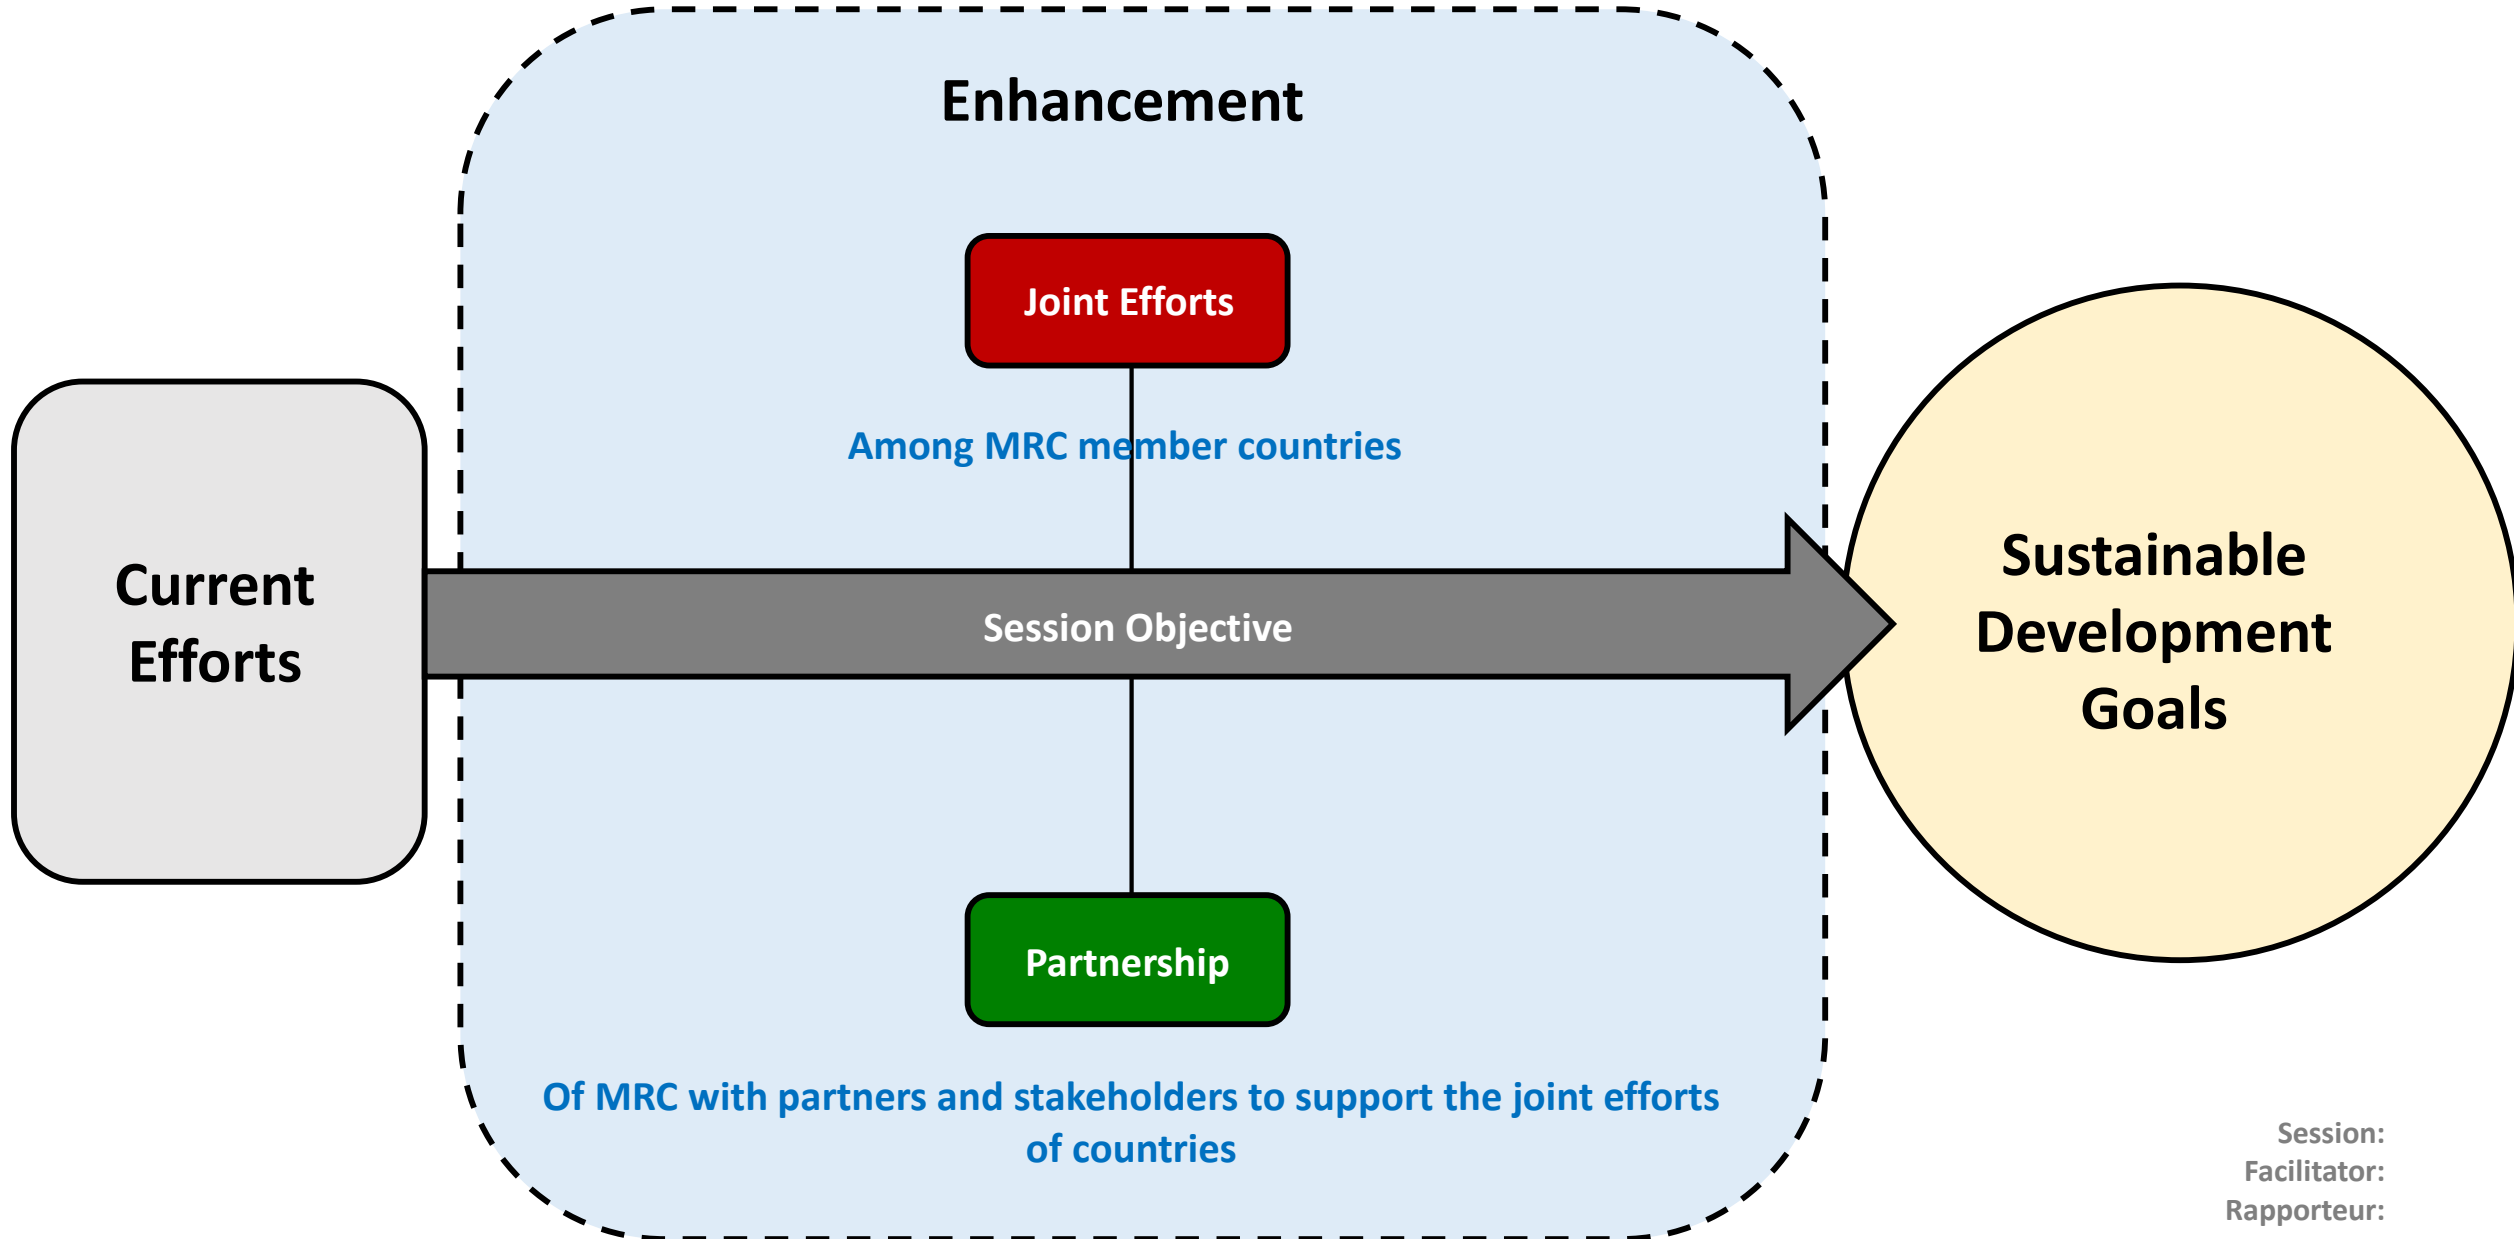 Enhancement
Joint Efforts
Among MRC member countries
Current
Efforts
Session Objective
Sustainable
Development
Goals
Partnership
Of MRC with partners and stakeholders to support the joint efforts
of countries
Session:
Facilitator:
Rapporteur: